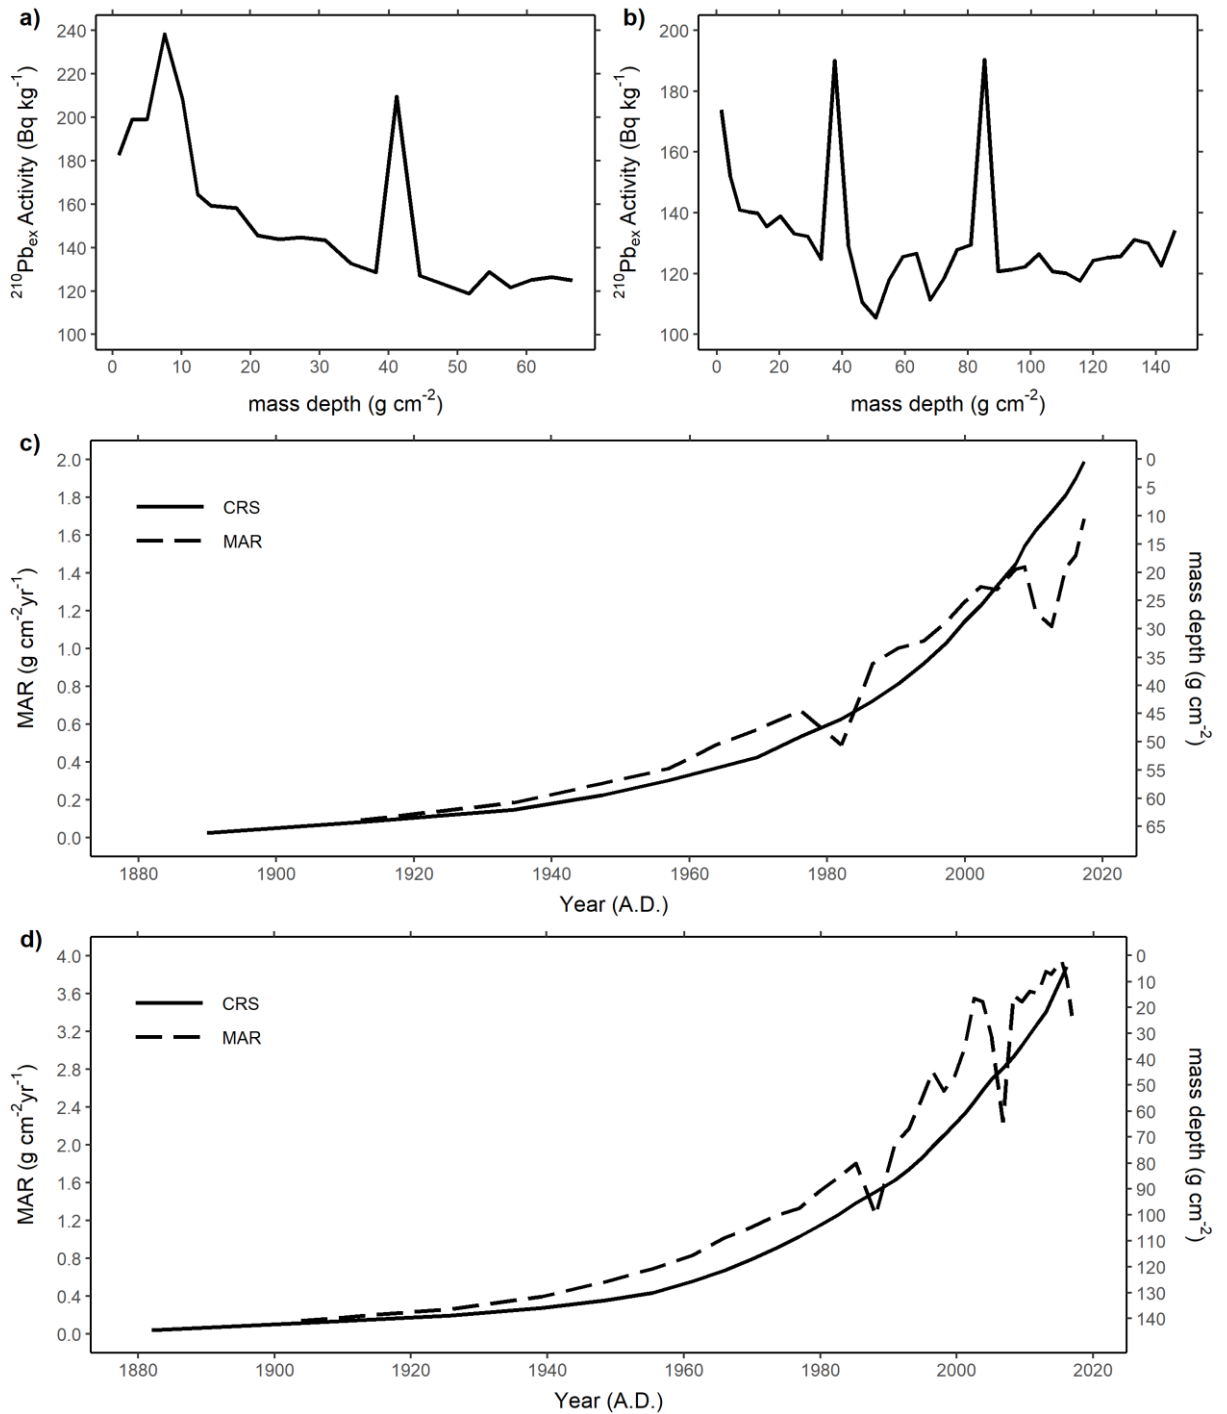 a)
240
220
200
180
160
140
120
100
²¹⁰Pbₑₓ Activity (Bq kg⁻¹)
0 10 20 30 40 50 60
mass depth (g cm⁻²)
b)
200
180
160
140
120
100
²¹⁰Pbₑₓ Activity (Bq kg⁻¹)
0 20 40 60 80 100 120 140
mass depth (g cm⁻²)
c)
2.0
1.8
1.6
1.4
1.2
1.0
0.8
0.6
0.4
0.2
0.0
MAR (g cm⁻²yr⁻¹)
CRS
MAR
0
5
10
15
20
25
30
35
40
45
50
55
60
65
mass depth (g cm⁻²)
1880 1900 1920 1940 1960 1980 2000 2020
Year (A.D.)
d)
4.0
3.6
3.2
2.8
2.4
2.0
1.6
1.2
0.8
0.4
0.0
MAR (g cm⁻²yr⁻¹)
CRS
MAR
0
10
20
30
40
50
60
70
80
90
100
110
120
130
140
mass depth (g cm⁻²)
1880 1900 1920 1940 1960 1980 2000 2020
Year (A.D.)